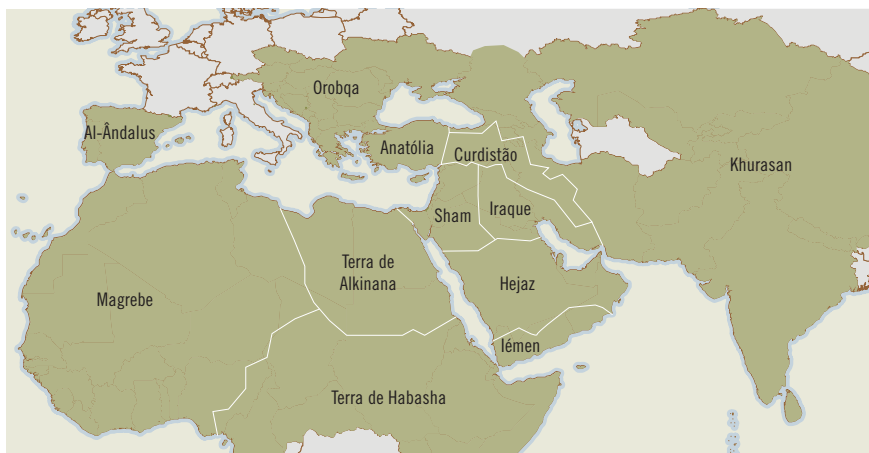 Orobqa
Al-Ândalus
Anatólia
Curdistão
Khurasan
Sham
Iraque
Terra de
Alkinana
Hejaz
Magrebe
Iémen
Terra de Habasha